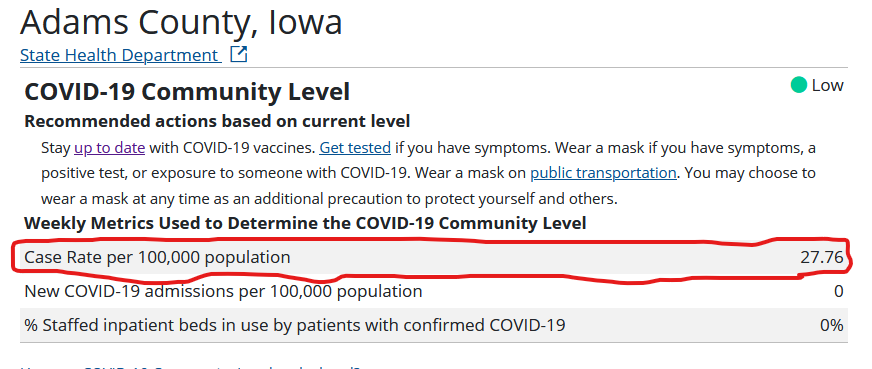 Adams County, Iowa
State Health Department
COVID-19 Community Level
Low
Recommended actions based on current level
Stay up to date with COVID-19 vaccines. Get tested if you have symptoms. Wear a mask if you have symptoms, a
positive test, or exposure to someone with COVID-19. Wear a mask on public transportation. You may choose to
wear a mask at any time as an additional precaution to protect yourself and others.
Weekly Metrics Used to Determine the COVID-19 Community Level
Case Rate per 100,000 population 27.76
New COVID-19 admissions per 100,000 population 0
% Staffed inpatient beds in use by patients with confirmed COVID-19 0%